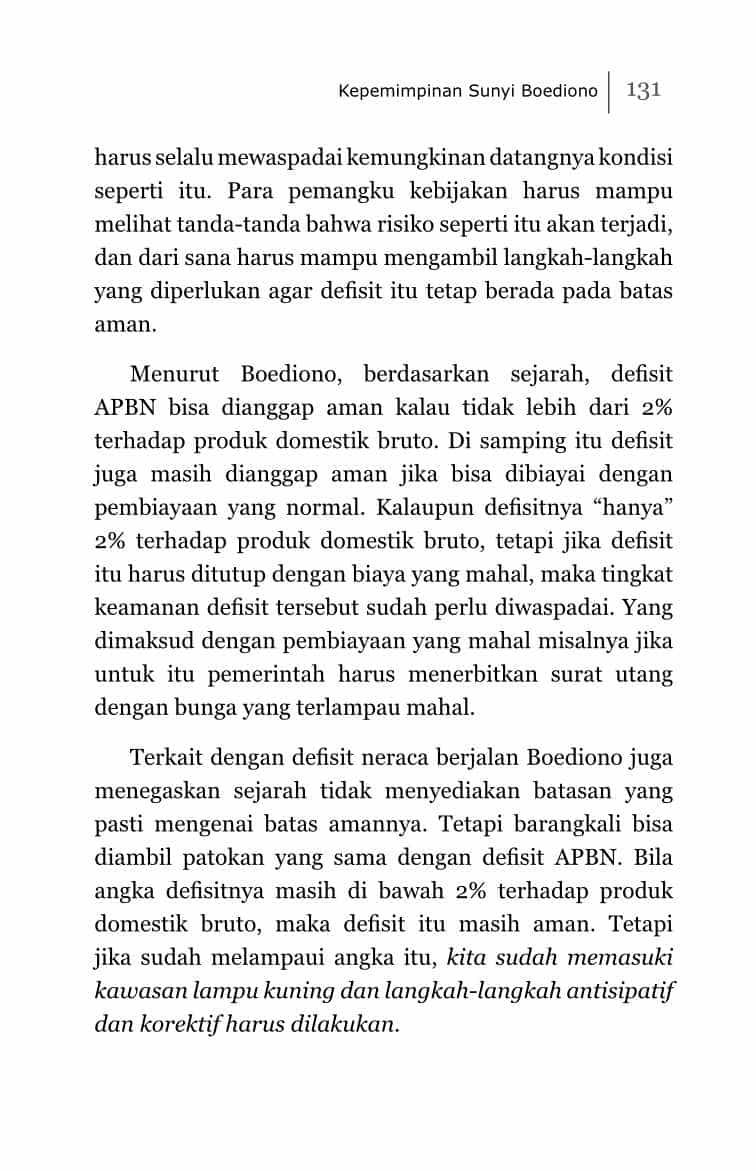 Kepemimpinan Sunyi Boediono 131
harus selalu mewaspadai kemungkinan datangnya kondisi
seperti itu. Para pemangku kebijakan harus mampu
melihat tanda-tanda bahwa risiko seperti itu akan terjadi,
dan dari sana harus mampu mengambil langkah-langkah
yang diperlukan agar defisit itu tetap berada pada batas
aman.
Menurut Boediono, berdasarkan sejarah, defisit
APBN bisa dianggap aman kalau tidak lebih dari 2%
terhadap produk domestik bruto. Di samping itu defisit
juga masih dianggap aman jika bisa dibiayai dengan
pembiayaan yang normal. Kalaupun defisitnya “hanya”
2% terhadap produk domestik bruto, tetapi jika defisit
itu harus ditutup dengan biaya yang mahal, maka tingkat
keamanan defisit tersebut sudah perlu diwaspadai. Yang
dimaksud dengan pembiayaan yang mahal misalnya jika
untuk itu pemerintah harus menerbitkan surat utang
dengan bunga yang terlampau mahal.
Terkait dengan defisit neraca berjalan Boediono juga
menegaskan sejarah tidak menyediakan batasan yang
pasti mengenai batas amannya. Tetapi barangkali bisa
diambil patokan yang sama dengan defisit APBN. Bila
angka defisitnya masih di bawah 2% terhadap produk
domestik bruto, maka defisit itu masih aman. Tetapi
jika sudah melampaui angka itu, kita sudah memasuki
kawasan lampu kuning dan langkah-langkah antisipatif
dan korektif harus dilakukan.